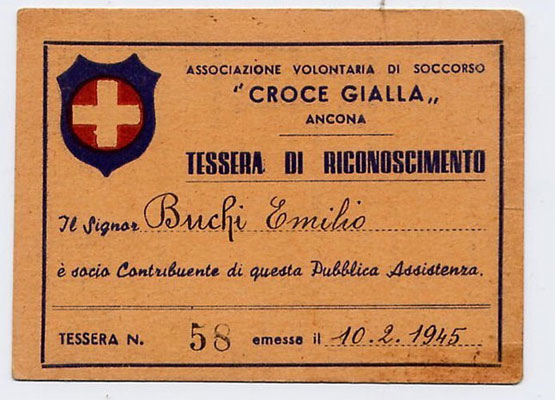 ASSOCIAZIONE VOLONTARIA DI SOCCORSO
"CROCE GIALLA„
ANCONA
TESSERA DI RICONOSCIMENTO
Il Signor Buchi Emilio
è socio Contribuente di questa Pubblica Assistenza.
TESSERA N. 58 emessa il 10.2.1945